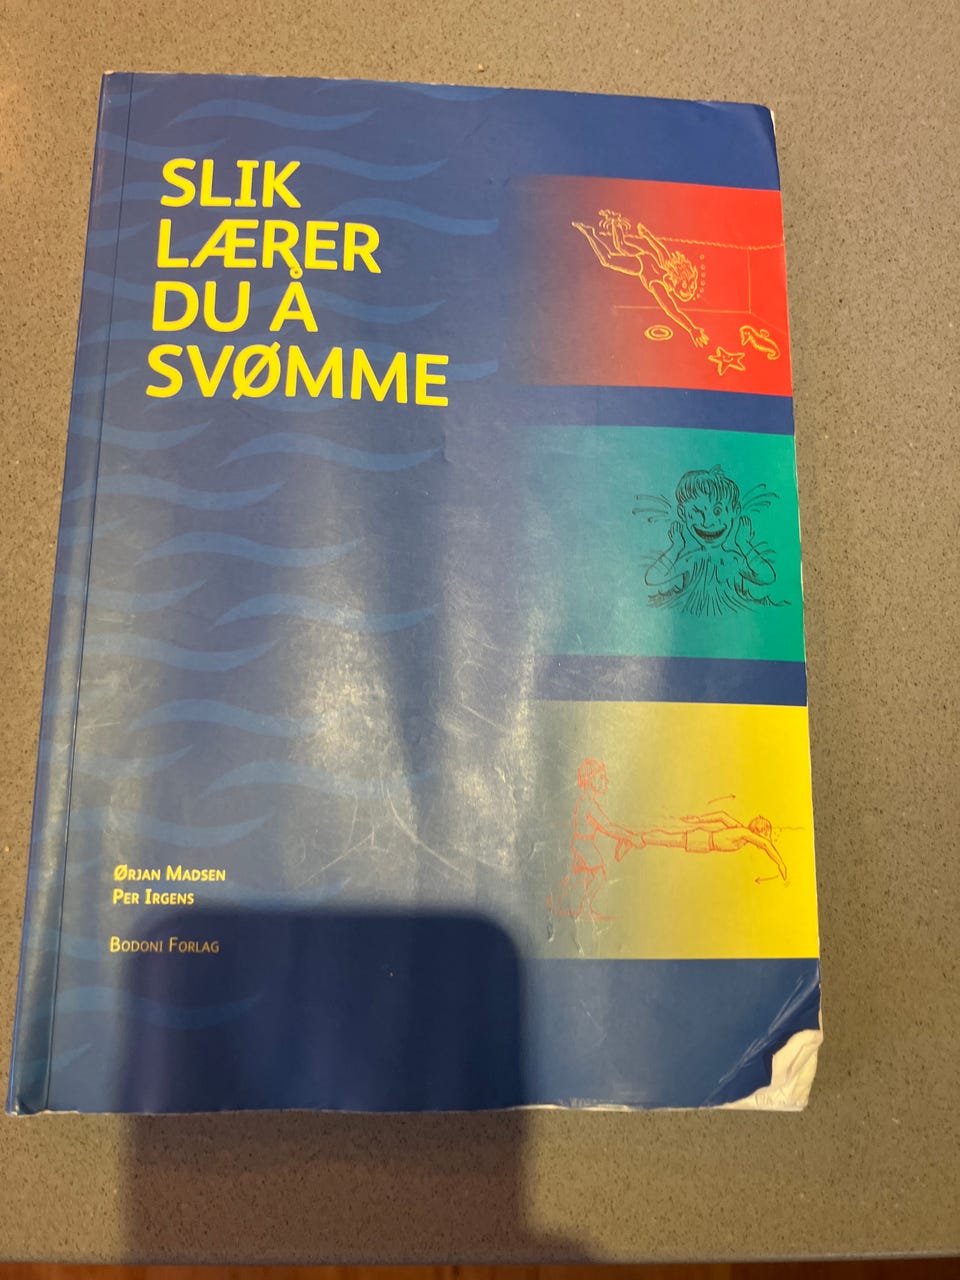 SLIK
LÆRER
DU Å
SVØMME
ØRJAN MADSEN
PER IRGENS
BODONI FORLAG